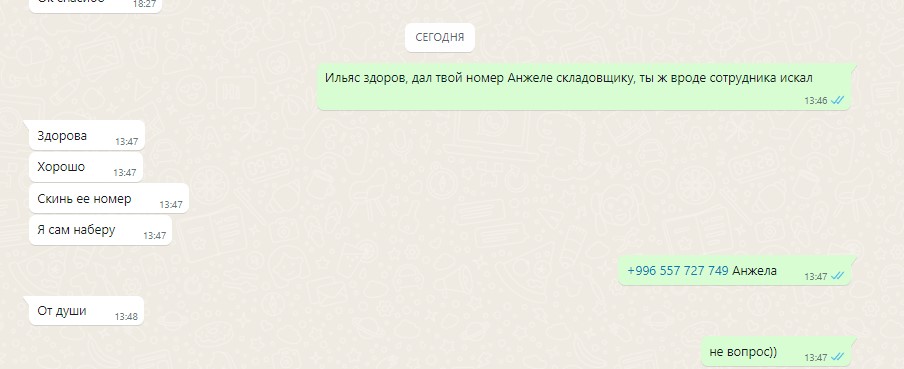 18:27
СЕГОДНЯ
Ильяс здоров, дал твой номер Анжеле складовщику, ты ж вроде сотрудника искал
13:46
Здорова 13:47
Хорошо 13:47
Скинь ее номер 13:47
Я сам наберу 13:47
+996 557 727 749 Анжела 13:47
От души 13:48
не вопрос)) 13:47